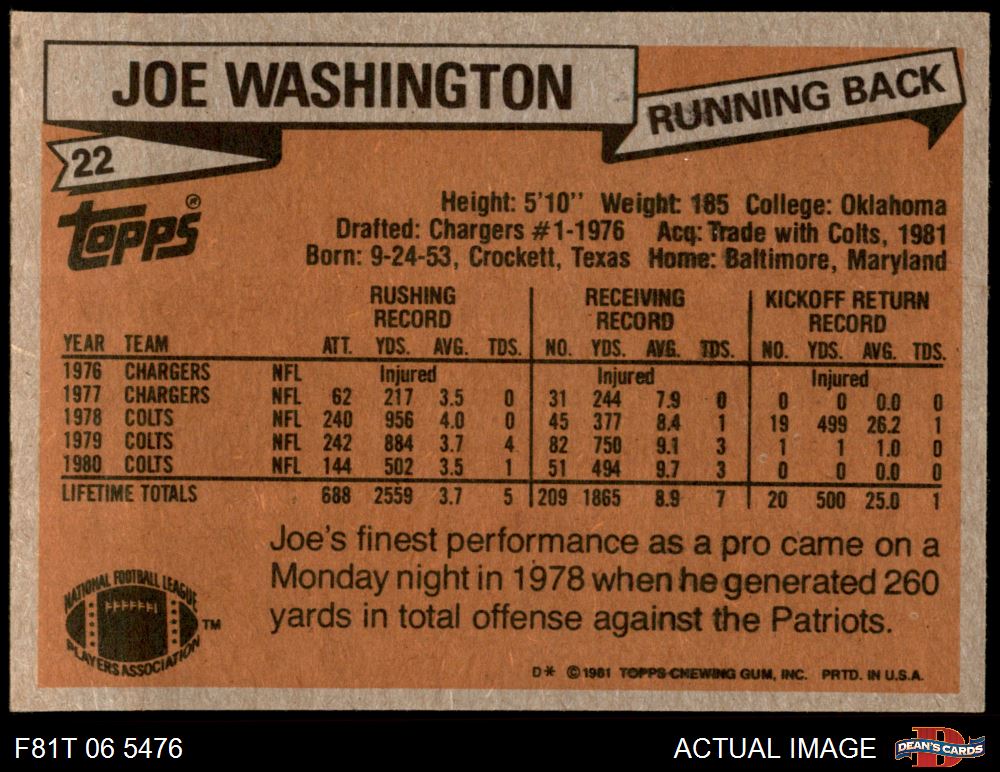 JOE WASHINGTON
RUNNING BACK
22
Topps®
Height: 5'10'' Weight: 185 College: Oklahoma
Drafted: Chargers #1-1976 Acq: Trade with Colts, 1981
Born: 9-24-53, Crockett, Texas Home: Baltimore, Maryland
RUSHING RECORD RECEIVING RECORD KICKOFF RETURN RECORD
YEAR TEAM ATT. YDS. AVG. TDS. NO. YDS. AVG. TDS. NO. YDS. AVG. TDS.
1976 CHARGERS NFL Injured Injured Injured
1977 CHARGERS NFL 62 217 3.5 0 31 244 7.9 0 0 0 0.0 0
1978 COLTS NFL 240 956 4.0 0 45 377 8.4 1 19 499 26.2 1
1979 COLTS NFL 242 884 3.7 4 82 750 9.1 3 1 1 1.0 0
1980 COLTS NFL 144 502 3.5 1 51 494 9.7 3 0 0 0.0 0
LIFETIME TOTALS 688 2559 3.7 5 209 1865 8.9 7 20 500 25.0 1
Joe's finest performance as a pro came on a
Monday night in 1978 when he generated 260
yards in total offense against the Patriots.
NATIONAL FOOTBALL LEAGUE
PLAYERS ASSOCIATION
TM
D* © 1981 TOPPS CHEWING GUM, INC. PRTD. IN U.S.A.
F81T 06 5476
ACTUAL IMAGE
D
DEAN'S CARDS